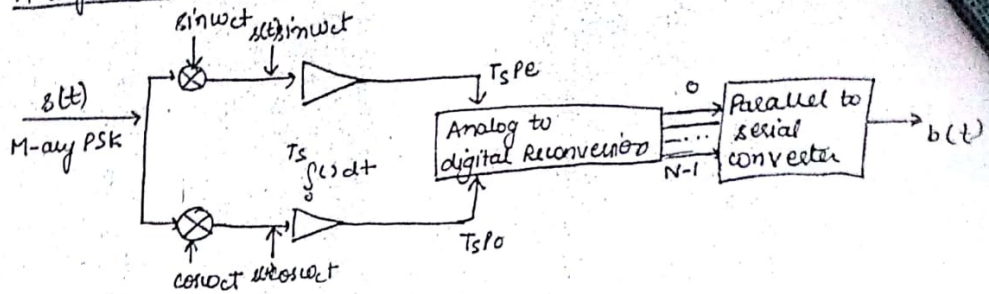 sinwct
s(t)sinwct
s(t)
M-ary PSK
TsPe
Analog to
digital Reconversion
Ts
∫( )dt
0
0
....
N-1
Parallel to
serial
converter
b(t)
TsPo
coswct